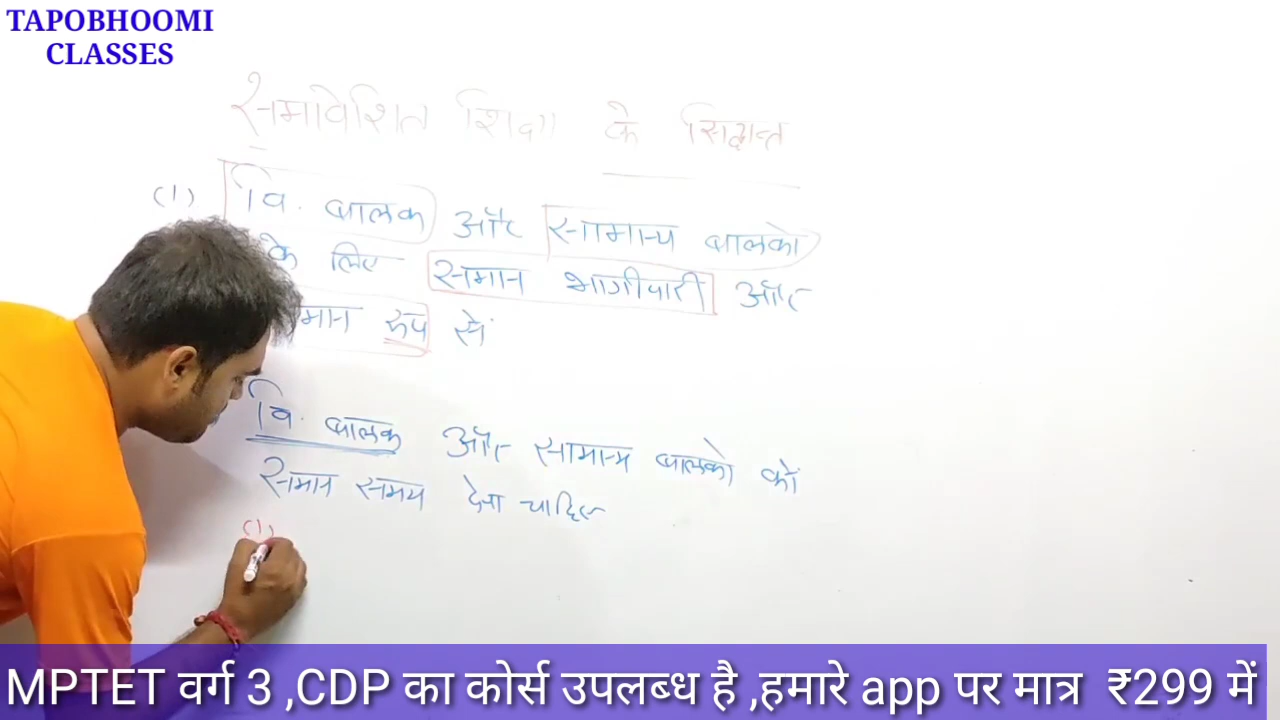 TAPOBHOOMI
CLASSES
समावेशित शिक्षा के सिद्धान्त
(1) वि. बालक और सामान्य बालको
के लिए समान भागीदारी और
मान रूप से
वि. बालक और सामान्य बालको को
समान समय देना चाहिए
(1)
MPTET वर्ग 3 ,CDP का कोर्स उपलब्ध है ,हमारे app पर मात्र ₹299 में